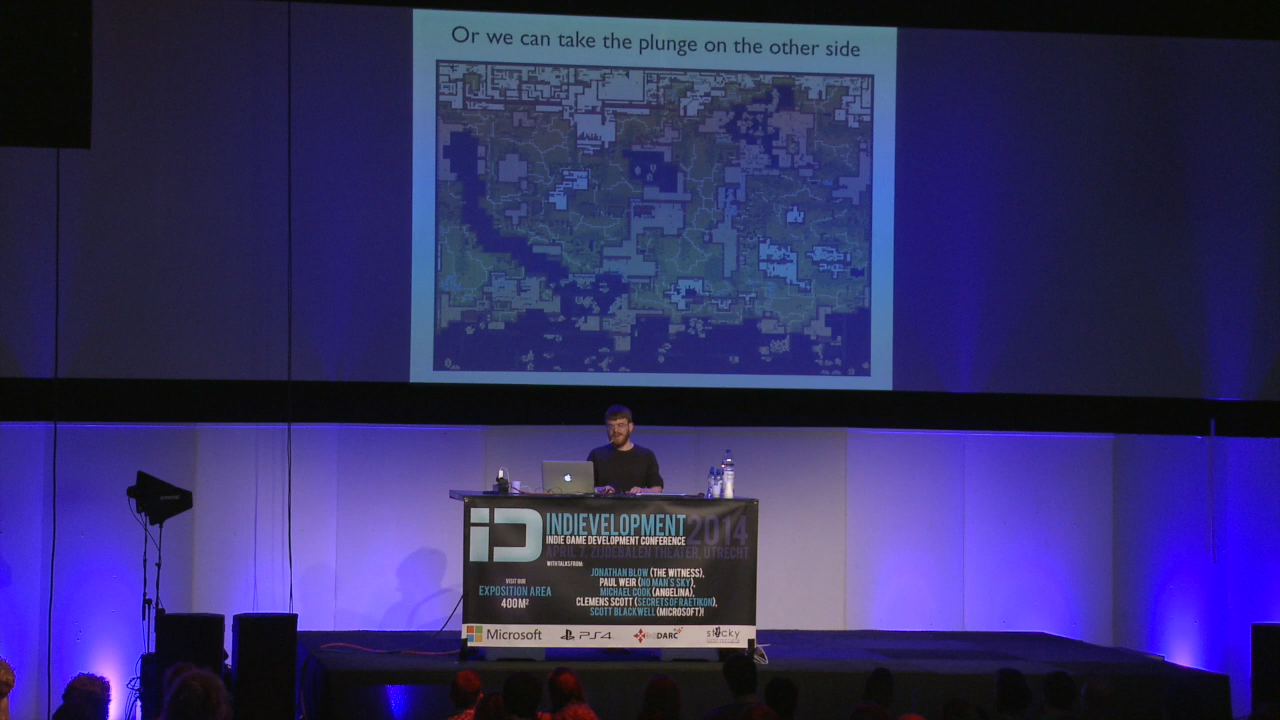 Or we can take the plunge on the other side
iD INDIEVELOPMENT 2014
INDIE GAME DEVELOPMENT CONFERENCE
APRIL 7, ZIJDEBALEN THEATER, UTRECHT
WITH TALKS FROM:
JONATHAN BLOW (THE WITNESS),
PAUL WEIR (NO MAN'S SKY),
MICHAEL COOK (ANGELINA),
CLEMENS SCOTT (SECRETS OF RAETIKON),
SCOTT BLACKWELL (MICROSOFT)!
VISIT OUR
EXPOSITION AREA
400M²
Microsoft
PS4